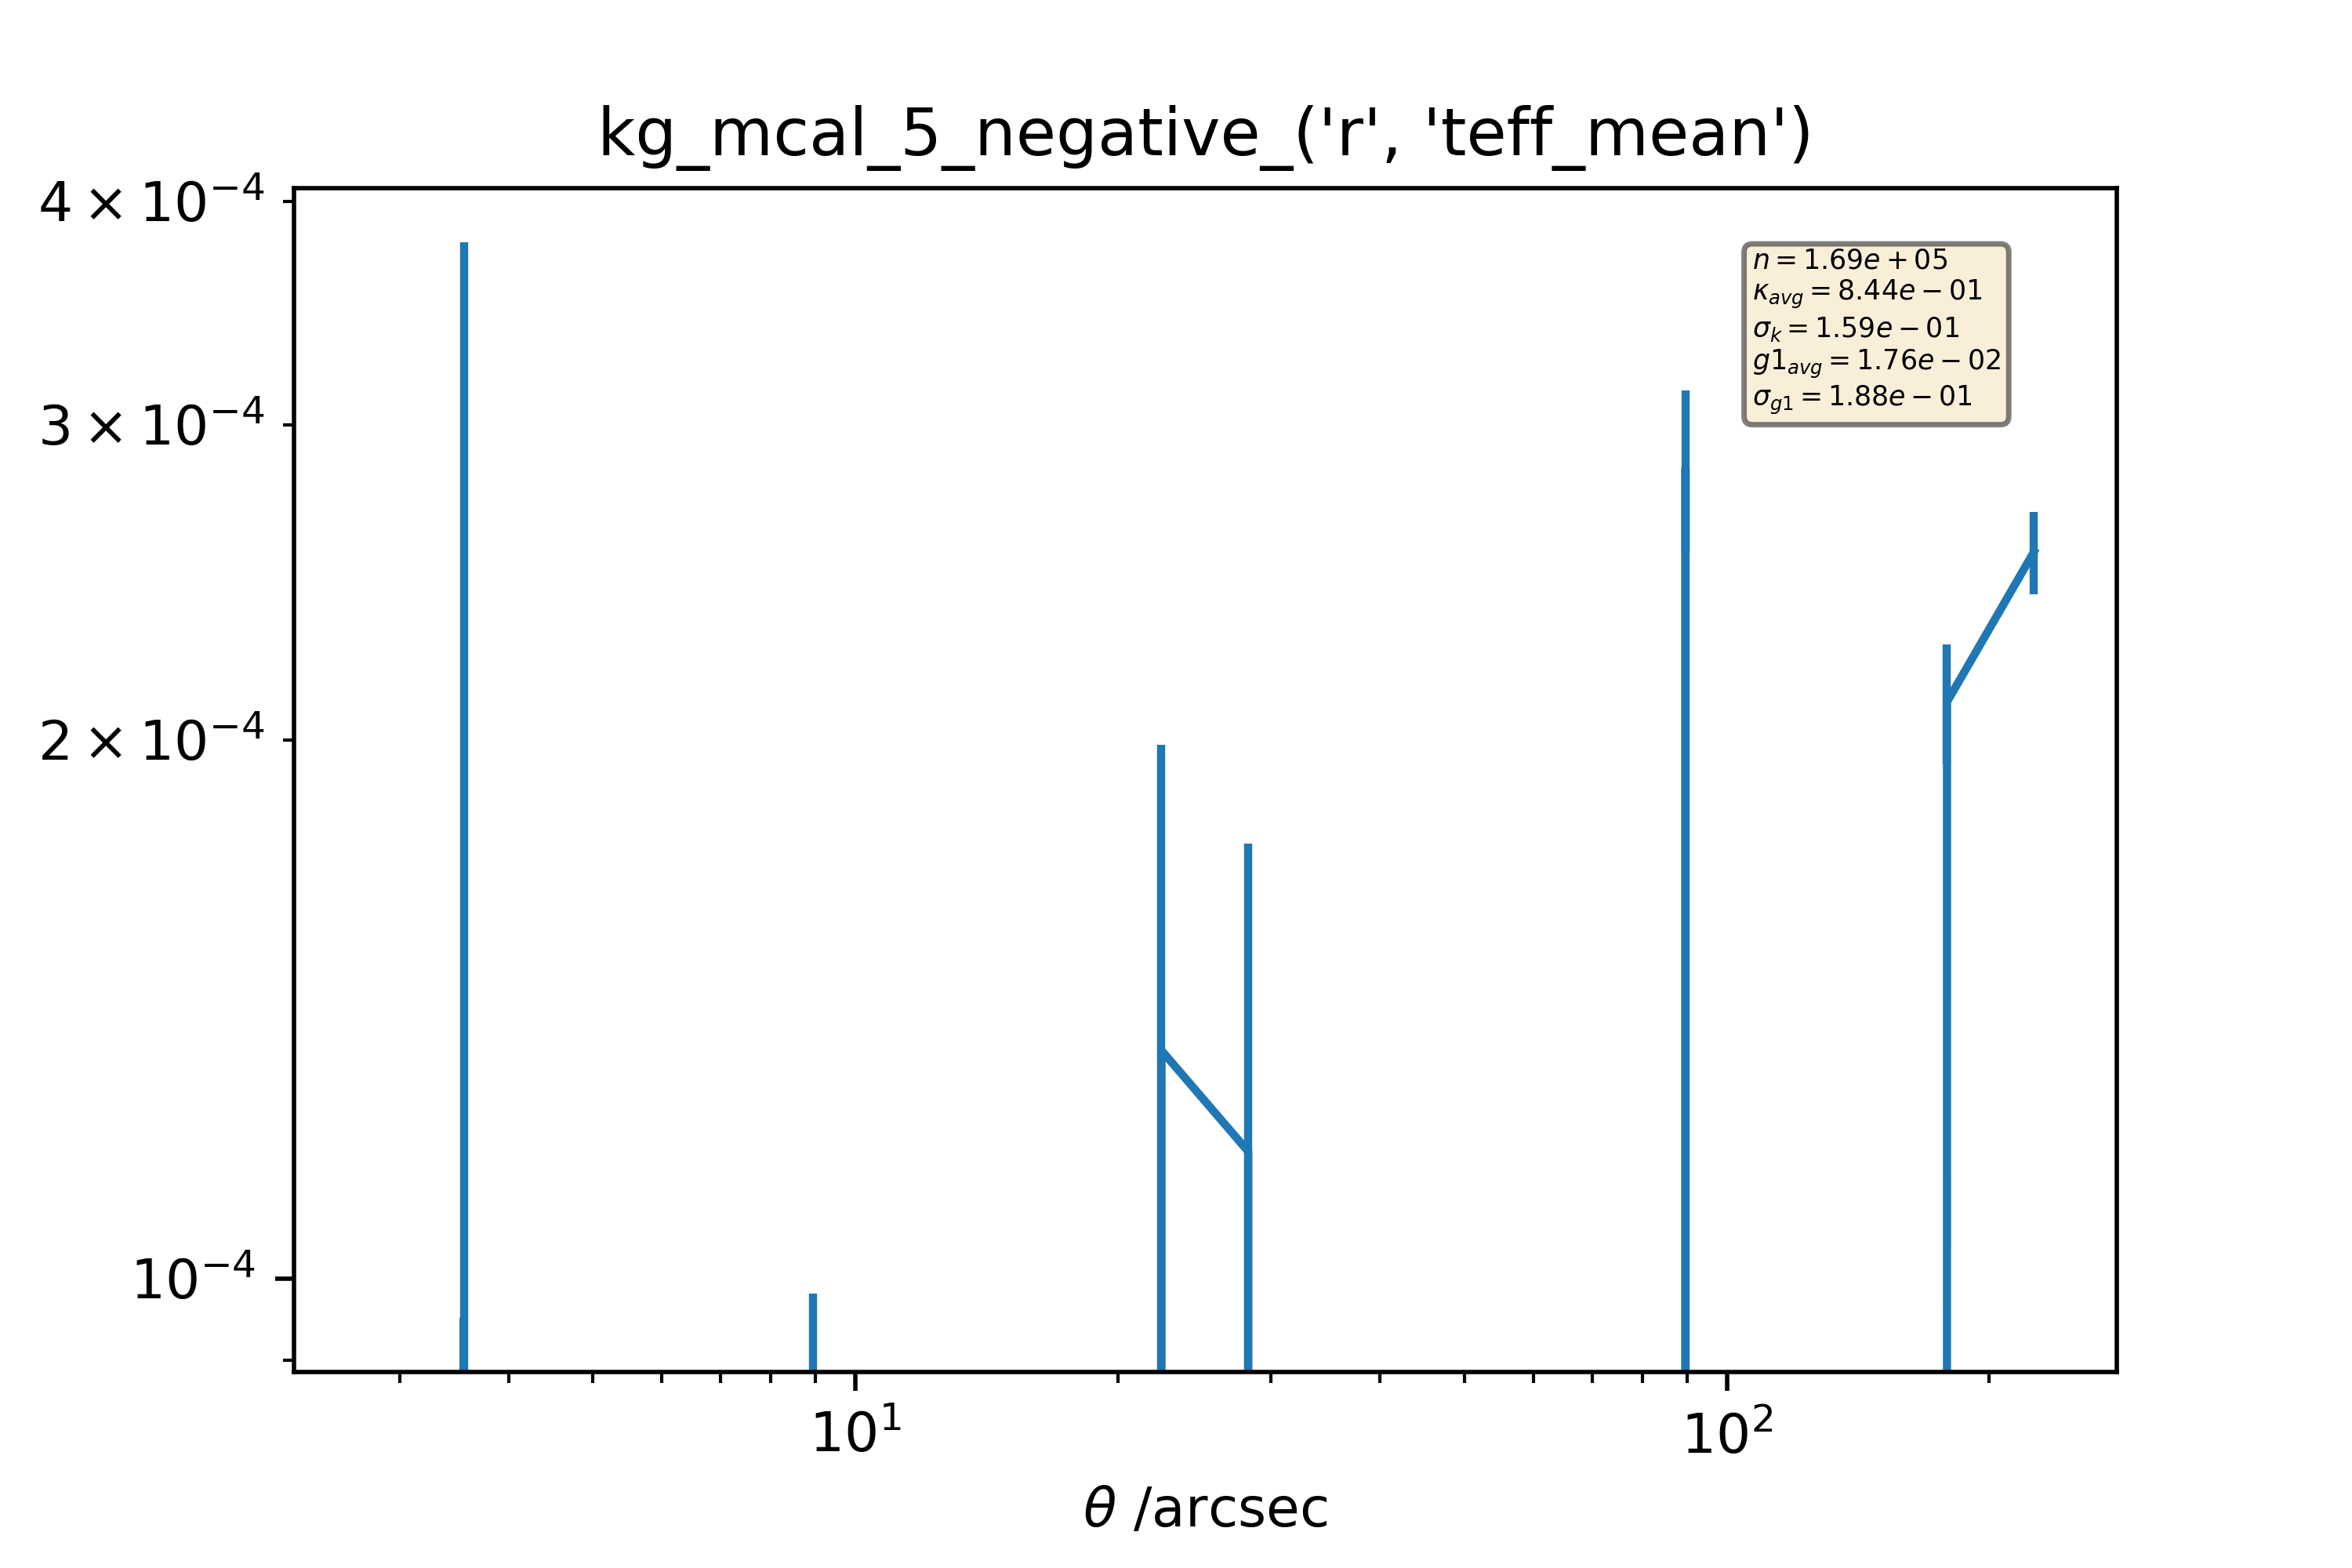 kg_mcal_5_negative_('r', 'teff_mean')
4 × 10⁻⁴
3 × 10⁻⁴
2 × 10⁻⁴
10⁻⁴
n = 1.69e + 05
κ_avg = 8.44e − 01
σ_k = 1.59e − 01
g1_avg = 1.76e − 02
σ_g1 = 1.88e − 01
10¹ 10²
θ /arcsec